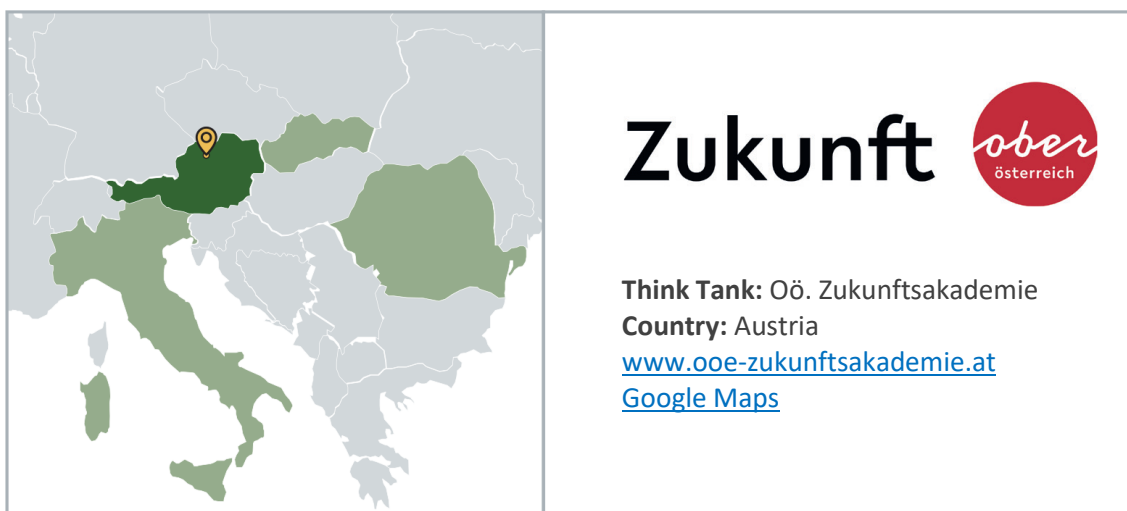 Zukunft
ober
österreich
Think Tank: Oö. Zukunftsakademie
Country: Austria
www.ooe-zukunftsakademie.at
Google Maps